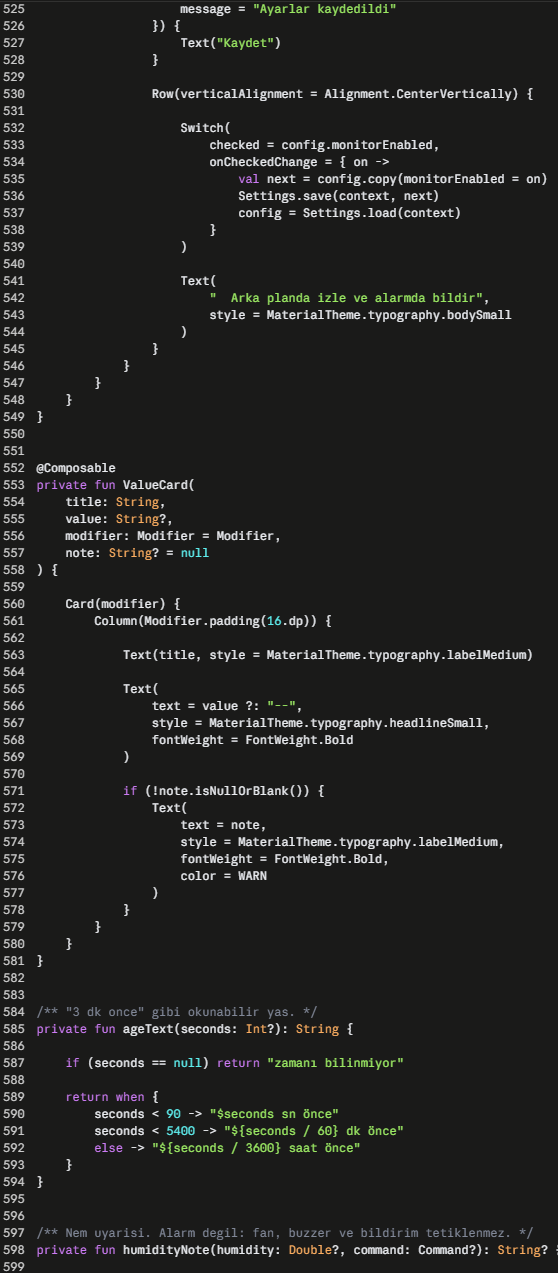 525                     message = "Ayarlar kaydedildi"
526                 }) {
527                     Text("Kaydet")
528                 }
529
530                 Row(verticalAlignment = Alignment.CenterVertically) {
531
532                     Switch(
533                         checked = config.monitorEnabled,
534                         onCheckedChange = { on ->
535                             val next = config.copy(monitorEnabled = on)
536                             Settings.save(context, next)
537                             config = Settings.load(context)
538                         }
539                     )
540
541                     Text(
542                         "  Arka planda izle ve alarmda bildir",
543                         style = MaterialTheme.typography.bodySmall
544                     )
545                 }
546             }
547         }
548     }
549 }
550
551
552 @Composable
553 private fun ValueCard(
554     title: String,
555     value: String?,
556     modifier: Modifier = Modifier,
557     note: String? = null
558 ) {
559
560     Card(modifier) {
561         Column(Modifier.padding(16.dp)) {
562
563             Text(title, style = MaterialTheme.typography.labelMedium)
564
565             Text(
566                 text = value ?: "--",
567                 style = MaterialTheme.typography.headlineSmall,
568                 fontWeight = FontWeight.Bold
569             )
570
571             if (!note.isNullOrBlank()) {
572                 Text(
573                     text = note,
574                     style = MaterialTheme.typography.labelMedium,
575                     fontWeight = FontWeight.Bold,
576                     color = WARN
577                 )
578             }
579         }
580     }
581 }
582
583
584 /** "3 dk once" gibi okunabilir yas. */
585 private fun ageText(seconds: Int?): String {
586
587     if (seconds == null) return "zamanı bilinmiyor"
588
589     return when {
590         seconds < 90 -> "$seconds sn önce"
591         seconds < 5400 -> "${seconds / 60} dk önce"
592         else -> "${seconds / 3600} saat önce"
593     }
594 }
595
596
597 /** Nem uyarisi. Alarm degil: fan, buzzer ve bildirim tetiklenmez. */
598 private fun humidityNote(humidity: Double?, command: Command?): String? {
599